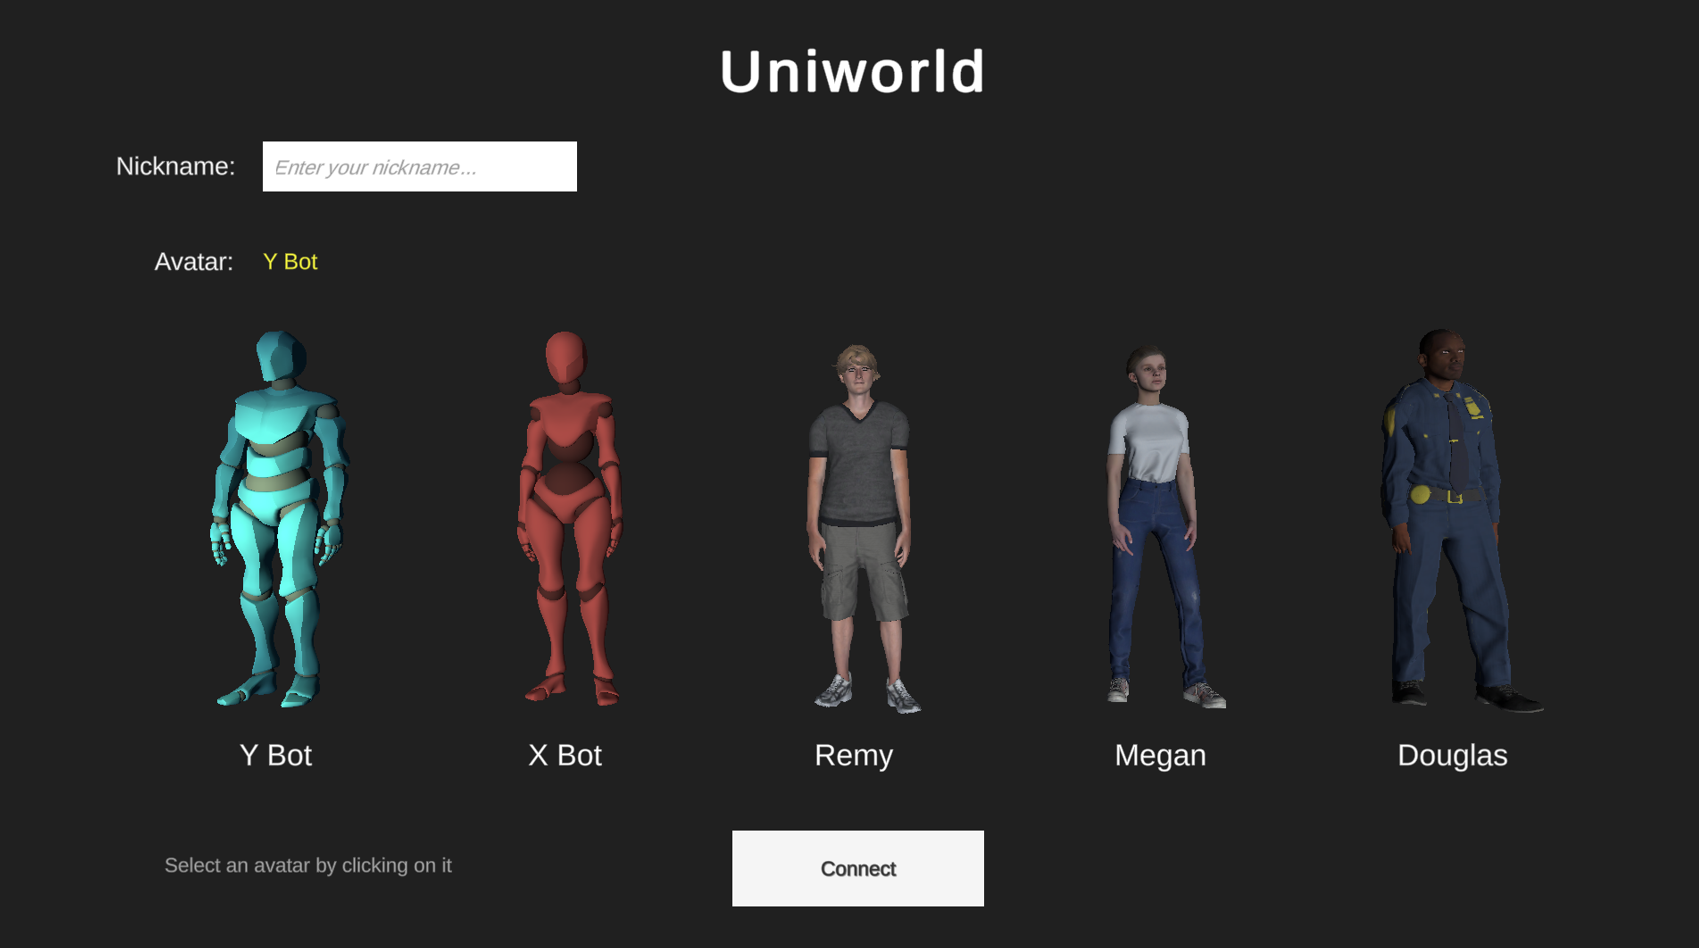 Uniworld
Nickname:
Enter your nickname...
Avatar:
Y Bot
Y Bot
X Bot
Remy
Megan
Douglas
Select an avatar by clicking on it
Connect